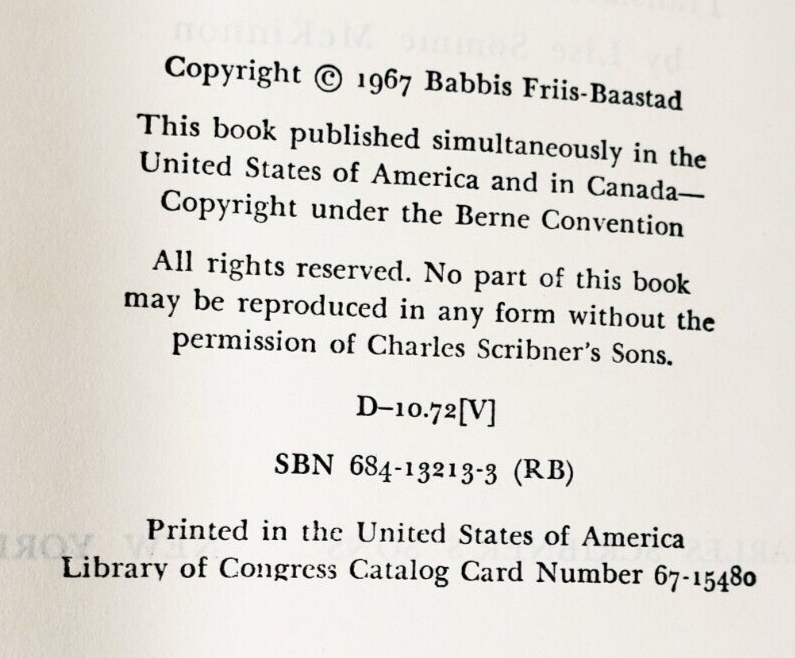 Copyright © 1967 Babbis Friis-Baastad
This book published simultaneously in the
United States of America and in Canada—
Copyright under the Berne Convention
All rights reserved. No part of this book
may be reproduced in any form without the
permission of Charles Scribner's Sons.
D–10.72[V]
SBN 684-13213-3 (RB)
Printed in the United States of America
Library of Congress Catalog Card Number 67-15480